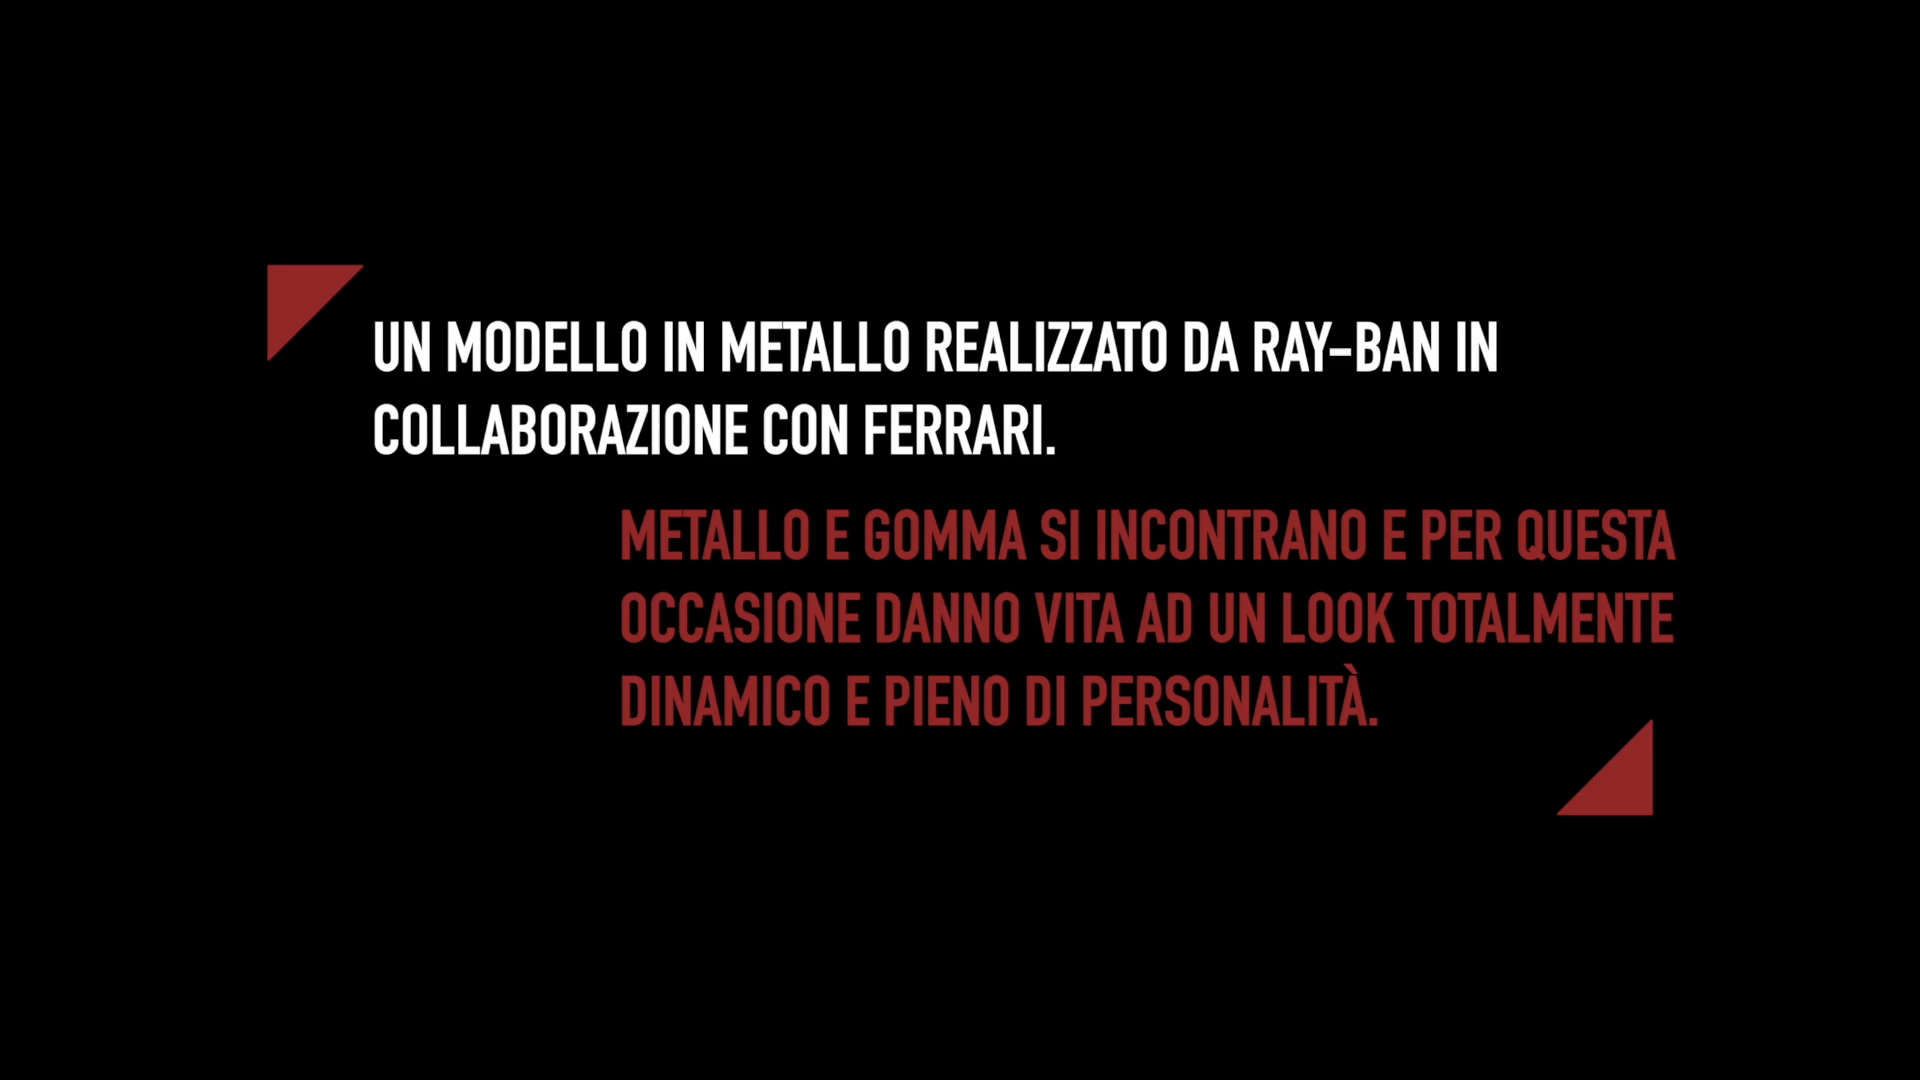 UN MODELLO IN METALLO REALIZZATO DA RAY-BAN IN
COLLABORAZIONE CON FERRARI.
METALLO E GOMMA SI INCONTRANO E PER QUESTA
OCCASIONE DANNO VITA AD UN LOOK TOTALMENTE
DINAMICO E PIENO DI PERSONALITÀ.